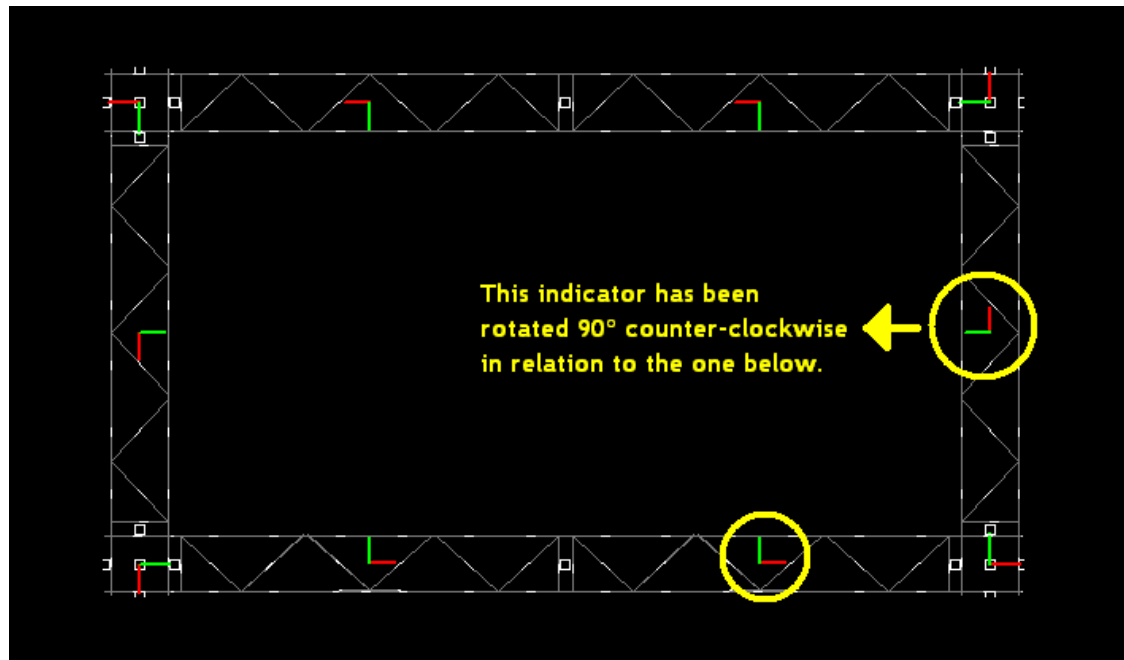 This indicator has been
rotated 90° counter-clockwise
in relation to the one below.